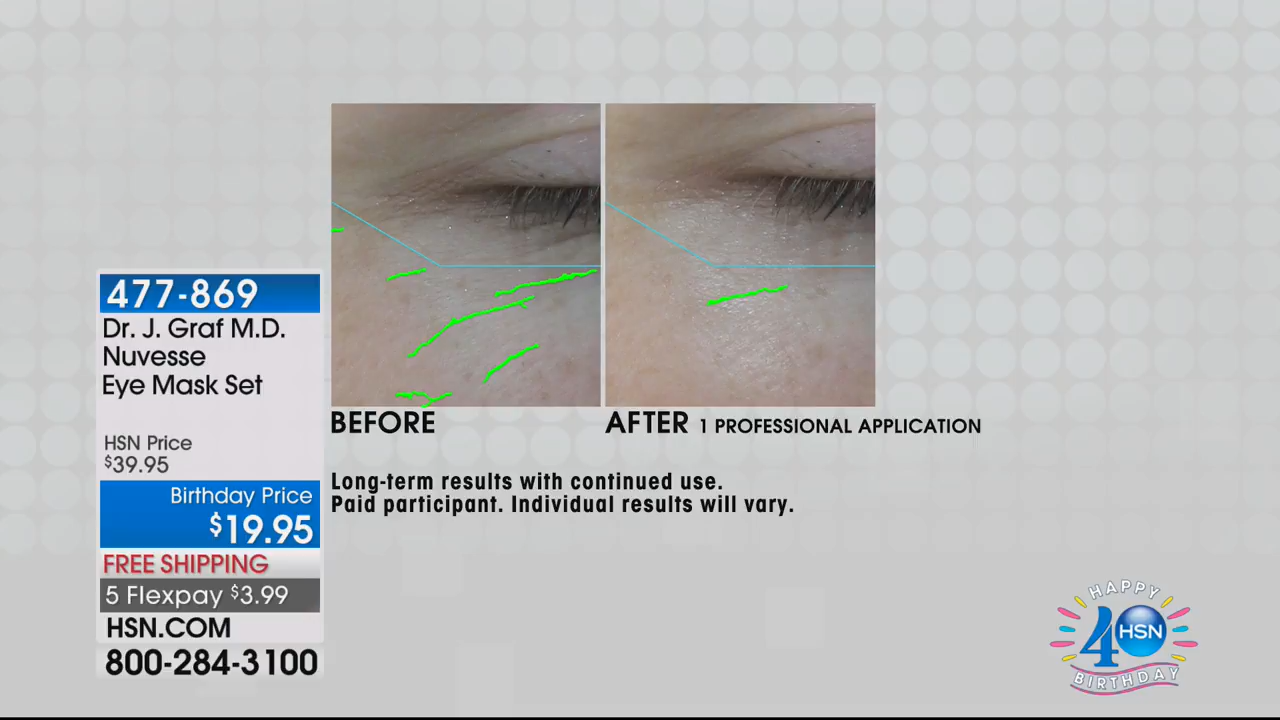 477-869
Dr. J. Graf M.D.
Nuvesse
Eye Mask Set
HSN Price
$39.95
Birthday Price
$19.95
FREE SHIPPING
5 Flexpay $3.99
HSN.COM
800-284-3100
BEFORE
AFTER 1 PROFESSIONAL APPLICATION
Long-term results with continued use.
Paid participant. Individual results will vary.
HAPPY
40 HSN
BIRTHDAY